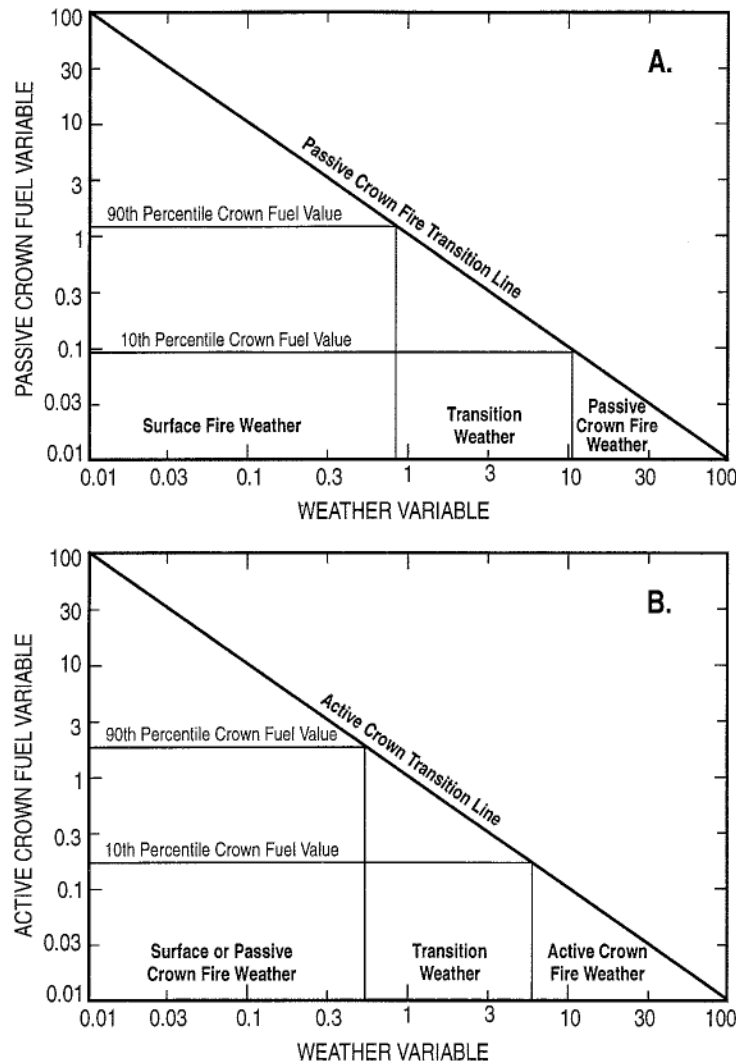 A.
PASSIVE CROWN FUEL VARIABLE
100
30
10
3
1
0.3
0.1
0.03
0.01
Passive Crown Fire Transition Line
90th Percentile Crown Fuel Value
10th Percentile Crown Fuel Value
Surface Fire Weather
Transition
Weather
Passive
Crown Fire
Weather
0.01 0.03 0.1 0.3 1 3 10 30 100
WEATHER VARIABLE
B.
ACTIVE CROWN FUEL VARIABLE
100
30
10
3
1
0.3
0.1
0.03
0.01
Active Crown Transition Line
90th Percentile Crown Fuel Value
10th Percentile Crown Fuel Value
Surface or Passive
Crown Fire Weather
Transition
Weather
Active Crown
Fire Weather
0.01 0.03 0.1 0.3 1 3 10 30 100
WEATHER VARIABLE